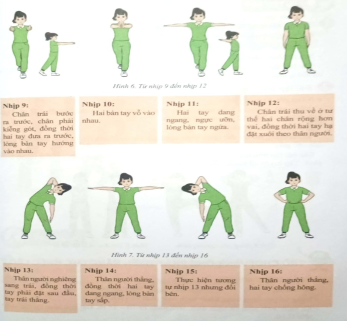 Hình 6. Từ nhịp 9 đến nhịp 12
Nhịp 9:
Chân trái bước
ra trước, chân phải
kiễng gót, đồng thời
hai tay đưa ra trước,
lòng bàn tay hướng
vào nhau.
Nhịp 10:
Hai bàn tay vỗ vào
nhau.
Nhịp 11:
Hai tay dang
ngang, ngực ưỡn,
lòng bàn tay ngửa.
Nhịp 12:
Chân trái thu về ở tư
thế hai chân rộng hơn
vai, đồng thời hai tay hạ
đặt xuôi theo thân người.
Hình 7. Từ nhịp 13 đến nhịp 16
Nhịp 13:
Thân người nghiêng
sang trái, đồng thời
tay phải đặt sau đầu,
tay trái thẳng.
Nhịp 14:
Thân người thẳng,
đồng thời hai tay
dang ngang, lòng bàn
tay sấp.
Nhịp 15:
Thực hiện tương
tự nhịp 13 nhưng đổi
bên.
Nhịp 16:
Thân người thẳng,
hai tay chống hông.